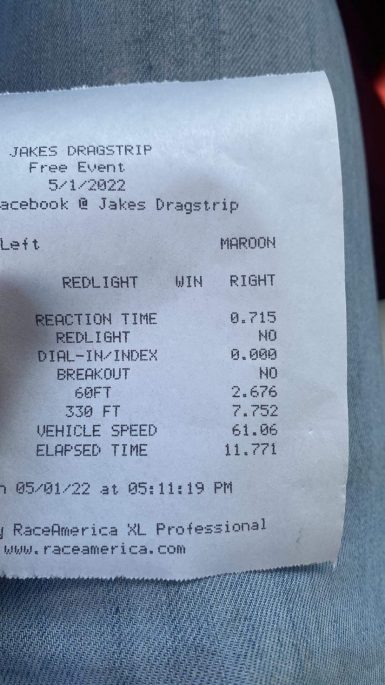 JAKES DRAGSTRIP
Free Event
5/1/2022
acebook @ Jakes Dragstrip
Left MAROON
REDLIGHT WIN RIGHT
REACTION TIME 0.715
REDLIGHT NO
DIAL-IN/INDEX 0.000
BREAKOUT NO
60FT 2.676
330 FT 7.752
VEHICLE SPEED 61.06
ELAPSED TIME 11.771
n 05/01/22 at 05:11:19 PM
y RaceAmerica XL Professional
www.raceamerica.com